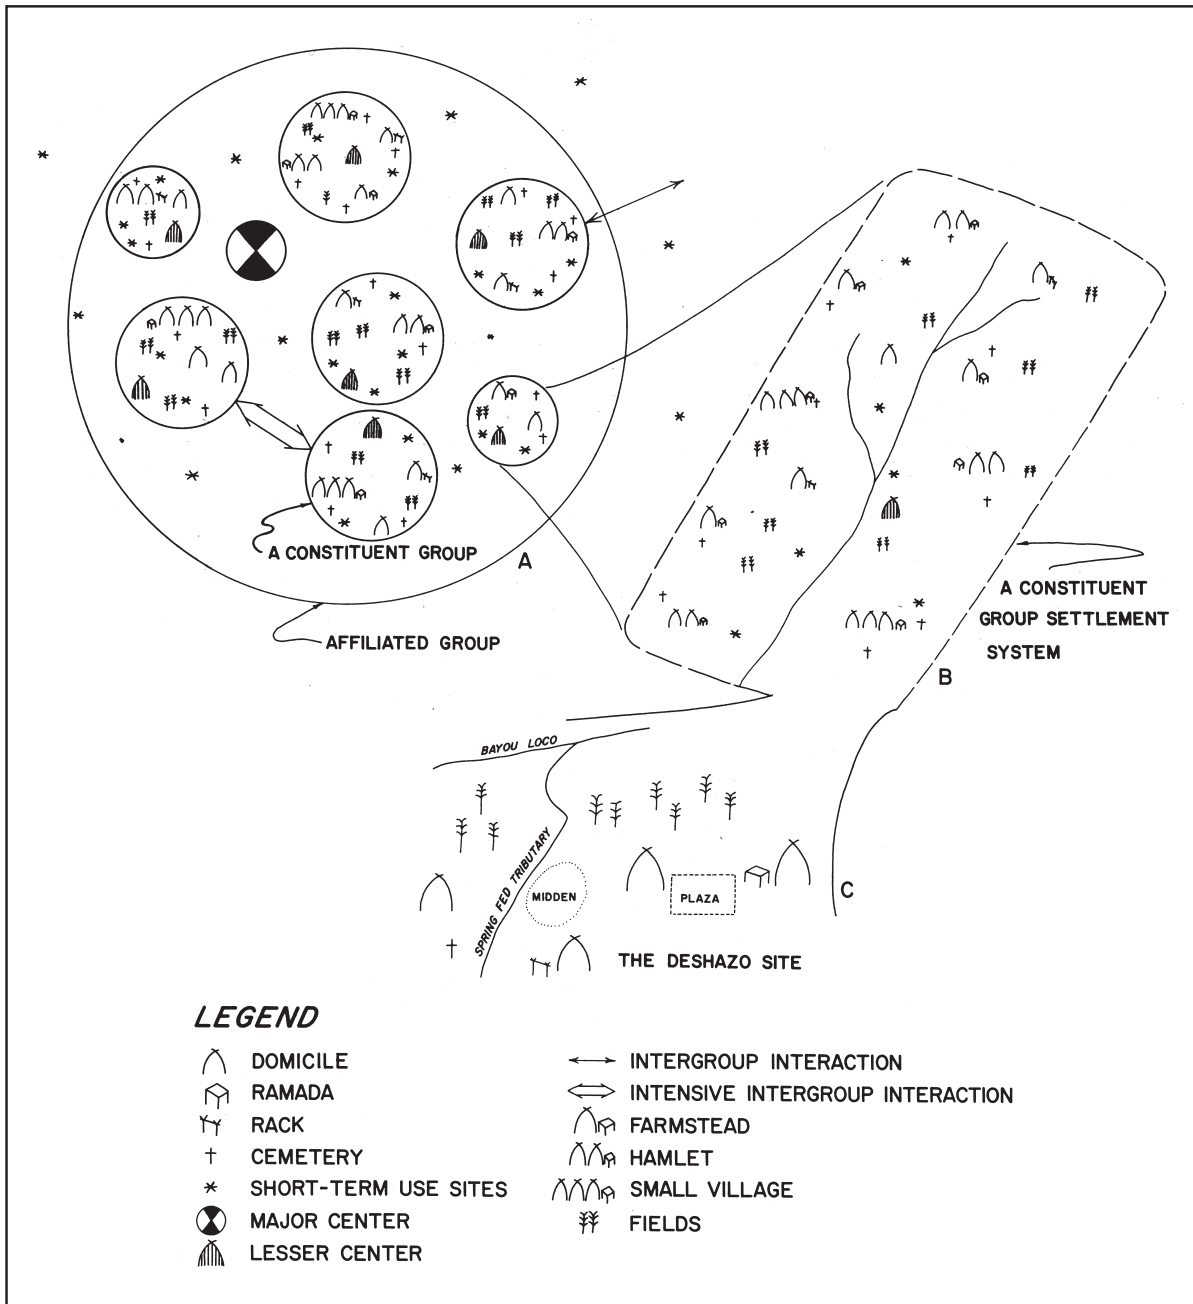 A CONSTITUENT GROUP
A
AFFILIATED GROUP
A CONSTITUENT
GROUP SETTLEMENT
SYSTEM
B
BAYOU LOCO
SPRING FED TRIBUTARY
MIDDEN
PLAZA
C
THE DESHAZO SITE
LEGEND
DOMICILE
RAMADA
RACK
CEMETERY
SHORT-TERM USE SITES
MAJOR CENTER
LESSER CENTER
INTERGROUP INTERACTION
INTENSIVE INTERGROUP INTERACTION
FARMSTEAD
HAMLET
SMALL VILLAGE
FIELDS